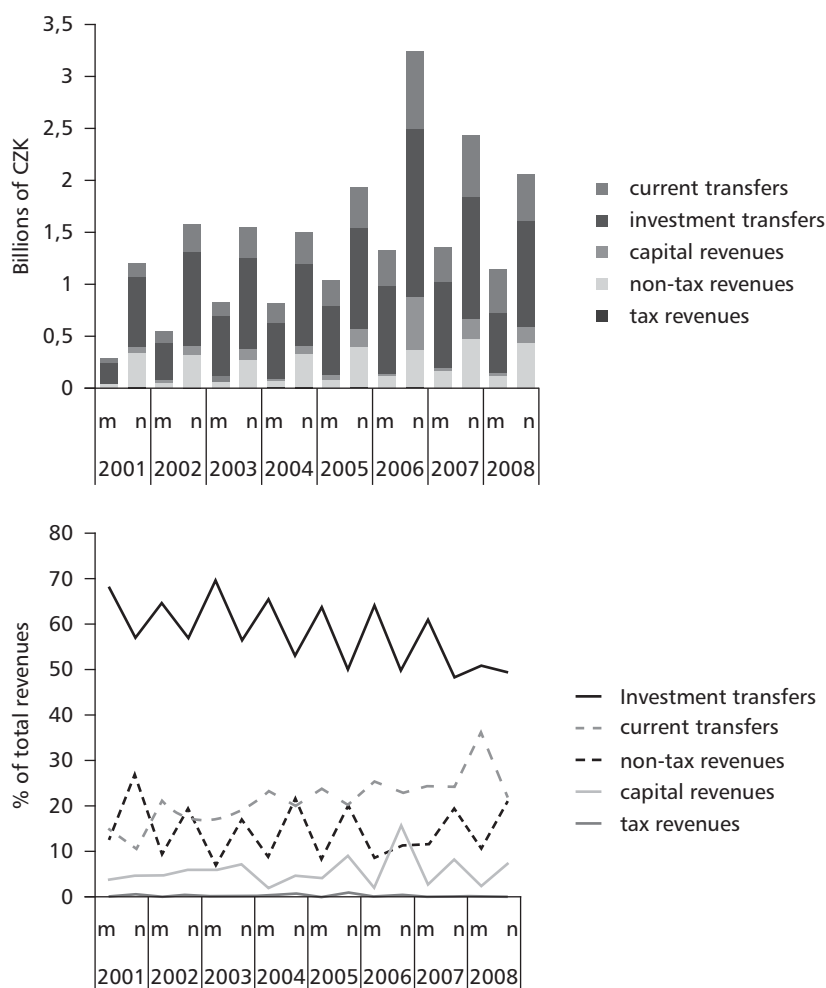 3,5
3
2,5
2
1,5
1
0,5
0
Billions of CZK
m n m n m n m n m n m n m n m n
2001 2002 2003 2004 2005 2006 2007 2008
current transfers
investment transfers
capital revenues
non-tax revenues
tax revenues
80
70
60
50
40
30
20
10
0
% of total revenues
m n m n m n m n m n m n m n m n
2001 2002 2003 2004 2005 2006 2007 2008
Investment transfers
current transfers
non-tax revenues
capital revenues
tax revenues